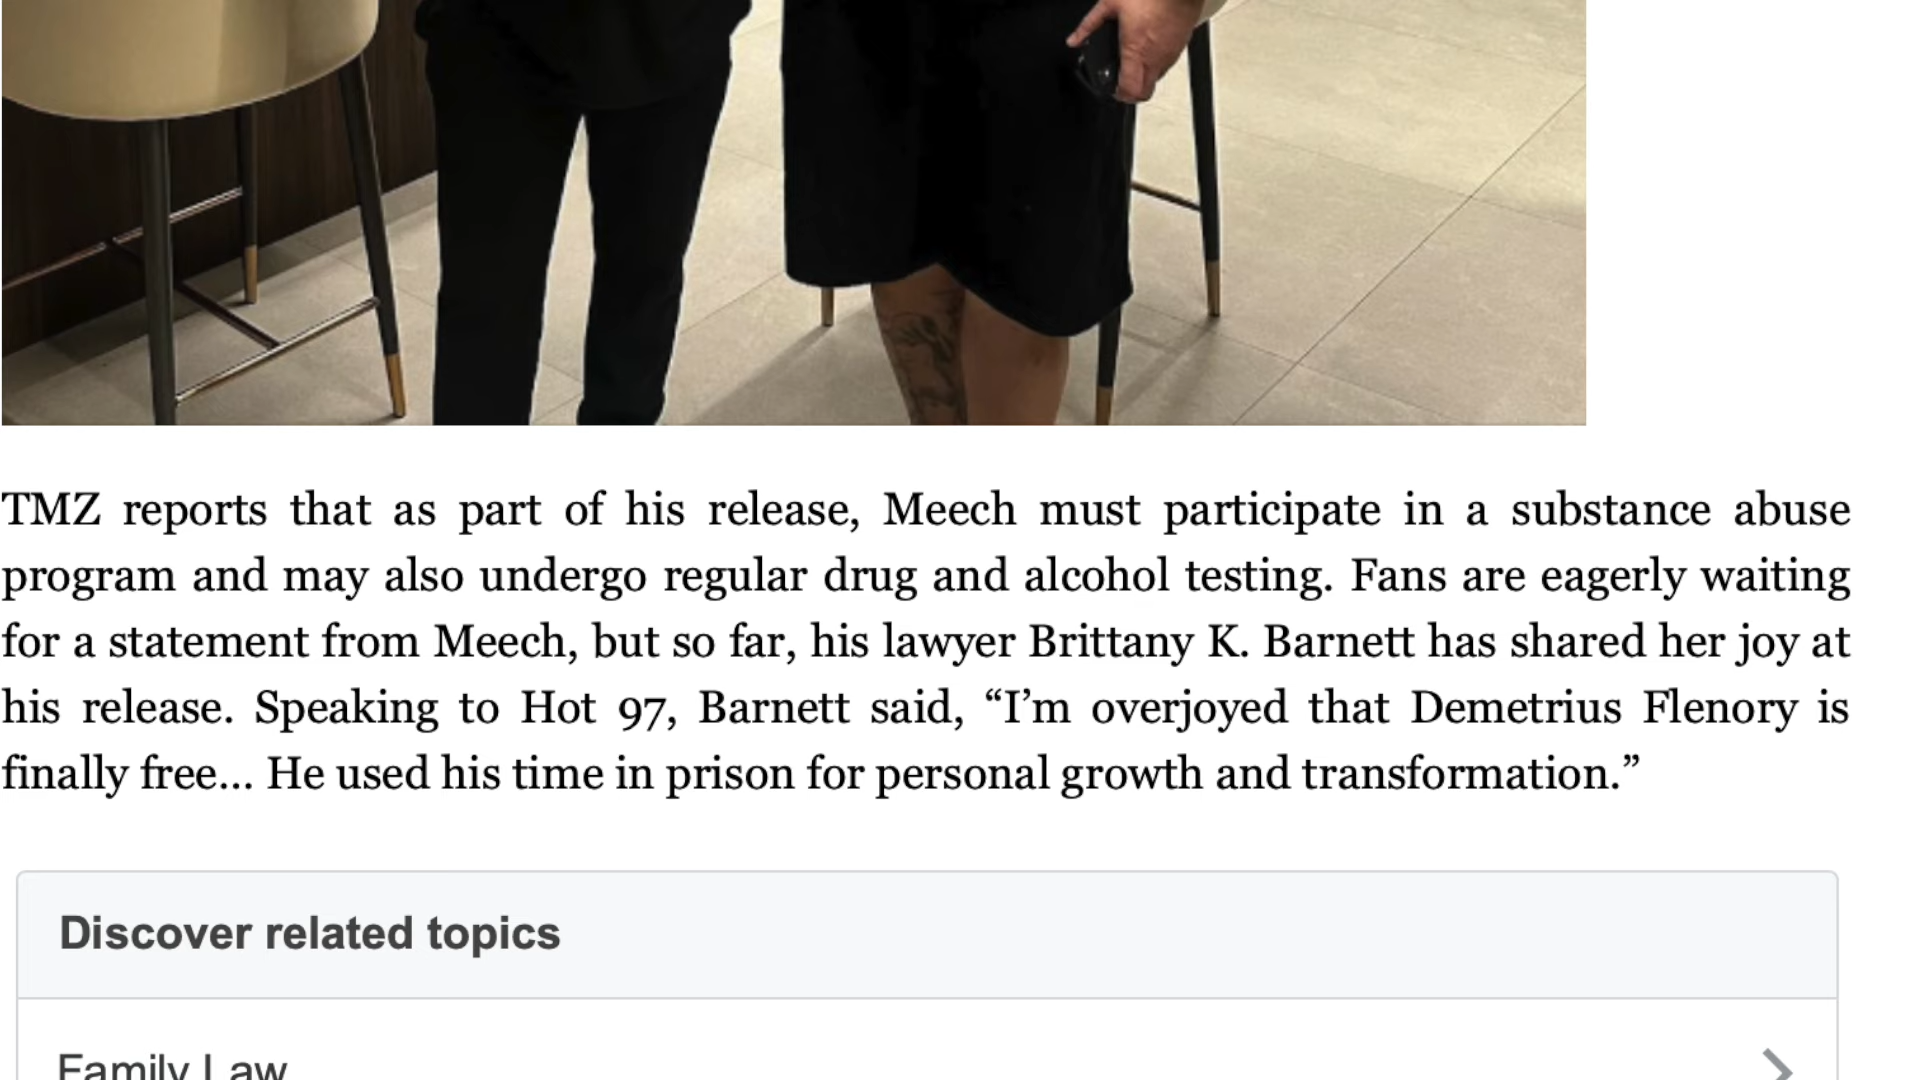 TMZ reports that as part of his release, Meech must participate in a substance abuse
program and may also undergo regular drug and alcohol testing. Fans are eagerly waiting
for a statement from Meech, but so far, his lawyer Brittany K. Barnett has shared her joy at
his release. Speaking to Hot 97, Barnett said, “I’m overjoyed that Demetrius Flenory is
finally free... He used his time in prison for personal growth and transformation.”
Discover related topics
Family Law